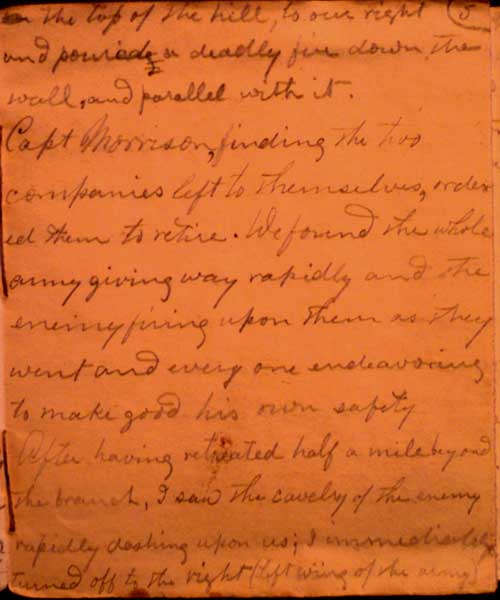 the top of the hill, to our right 5
and poured a deadly fire down the
wall, and parallel with it.
Capt Morrison, finding the two
companies left to themselves, order
ed them to retire. We found the whole
army giving way rapidly and the
enemy firing upon them as they
went and every one endeavoring
to make good his own safety
After having retreated half a mile beyond
the branch, I saw the cavelry of the enemy
rapidly dashing upon us; I immediately
turned off to the right (left wing of the army)